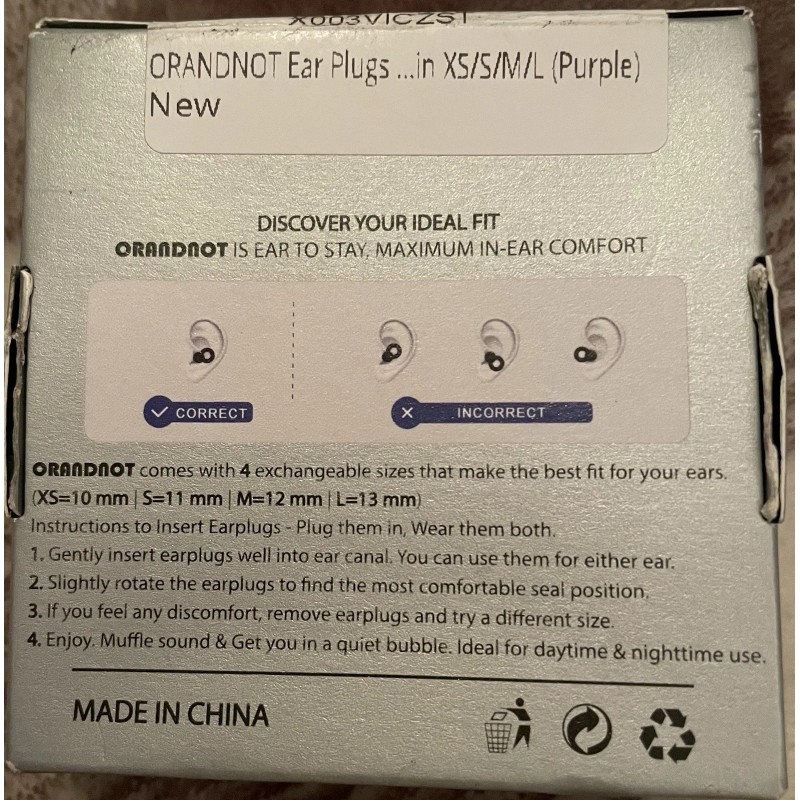 X003VICZST
ORANDNOT Ear Plugs ...in XS/S/M/L (Purple)
New
DISCOVER YOUR IDEAL FIT
ORANDNOT IS EAR TO STAY, MAXIMUM IN-EAR COMFORT
CORRECT
INCORRECT
ORANDNOT comes with 4 exchangeable sizes that make the best fit for your ears.
(XS=10 mm | S=11 mm | M=12 mm | L=13 mm)
Instructions to Insert Earplugs - Plug them in, Wear them both.
1. Gently insert earplugs well into ear canal. You can use them for either ear.
2. Slightly rotate the earplugs to find the most comfortable seal position.
3. If you feel any discomfort, remove earplugs and try a different size.
4. Enjoy. Muffle sound & Get you in a quiet bubble. Ideal for daytime & nighttime use.
MADE IN CHINA